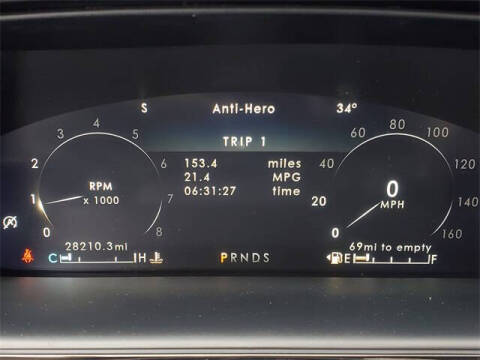 S Anti-Hero 34°
TRIP 1
153.4 miles
21.4 MPG
06:31:27 time
0 1 2 3 4 5 6 7 8
RPM
x 1000
0 20 40 60 80 100 120 140 160
0
MPH
28210.3mi
C H
PRNDS
69mi to empty
E F